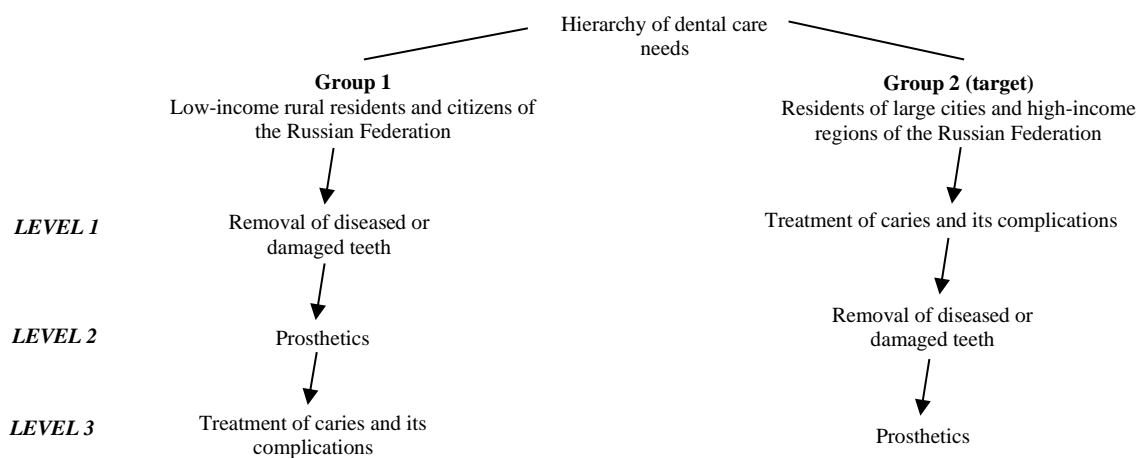 Hierarchy of dental care
needs
Group 1
Low-income rural residents and citizens of
the Russian Federation
Group 2 (target)
Residents of large cities and high-income
regions of the Russian Federation
LEVEL 1
Removal of diseased or
damaged teeth
Treatment of caries and its complications
LEVEL 2
Prosthetics
Removal of diseased or
damaged teeth
LEVEL 3
Treatment of caries and its
complications
Prosthetics